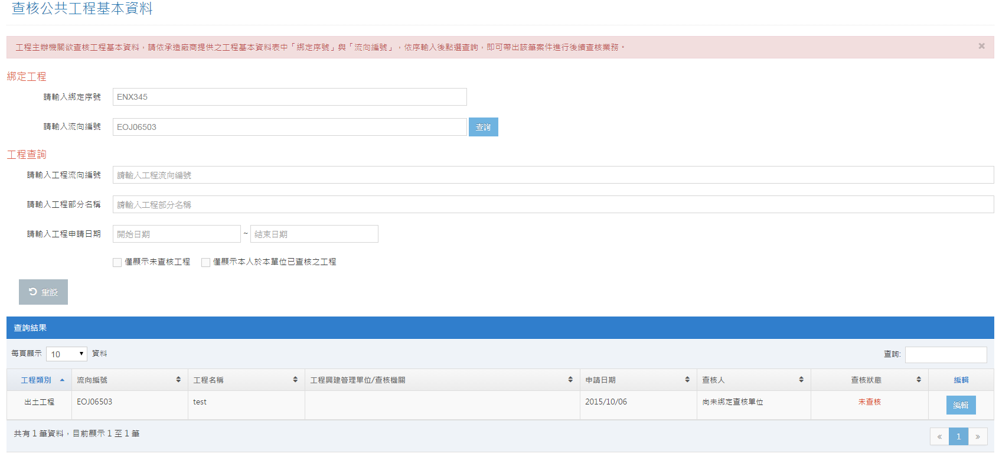 查核公共工程基本資料
工程主辦機關欲查核工程基本資料，請依承造廠商提供之工程基本資料表中「綁定序號」與「流向編號」，依序輸入後點選查詢，即可帶出該筆案件進行後續查核業務。 ×
綁定工程
請輸入綁定序號 ENX345
請輸入流向編號 EOJ06503 查詢
工程查詢
請輸入工程流向編號 請輸入工程流向編號
請輸入工程部分名稱 請輸入工程部分名稱
請輸入工程申請日期 開始日期 ~ 結束日期
僅顯示未查核工程 僅顯示本人於本單位已查核之工程
重設
查詢結果
每頁顯示 10 資料 查詢:
工程類別 流向編號 工程名稱 工程興建管理單位/查核機關 申請日期 查核人 查核狀態 編輯
出土工程 EOJ06503 test 2015/10/06 尚未綁定查核單位 未查核 編輯
共有 1 筆資料，目前顯示 1 至 1 筆 « 1 »